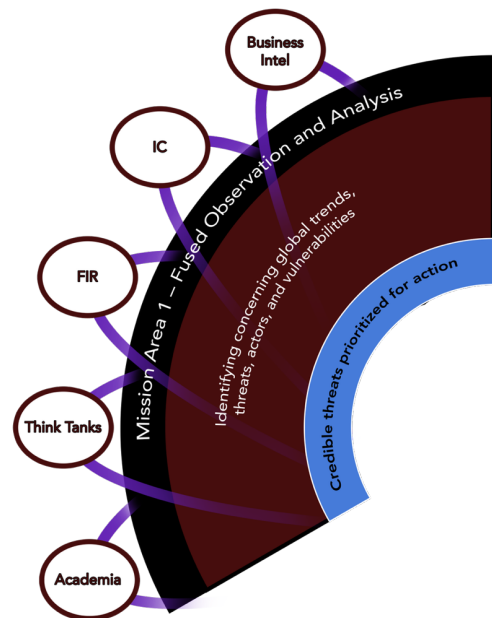 Business
Intel
IC
FIR
Think Tanks
Academia
Mission Area 1 – Fused Observation and Analysis
Identifying concerning global trends,
threats, actors, and vulnerabilities
Credible threats prioritized for action